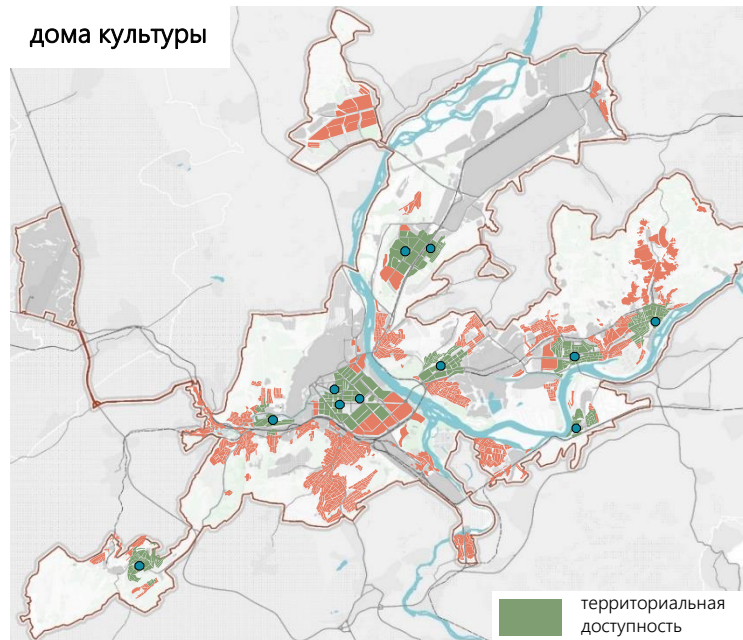 дома культуры
территориальная
доступность